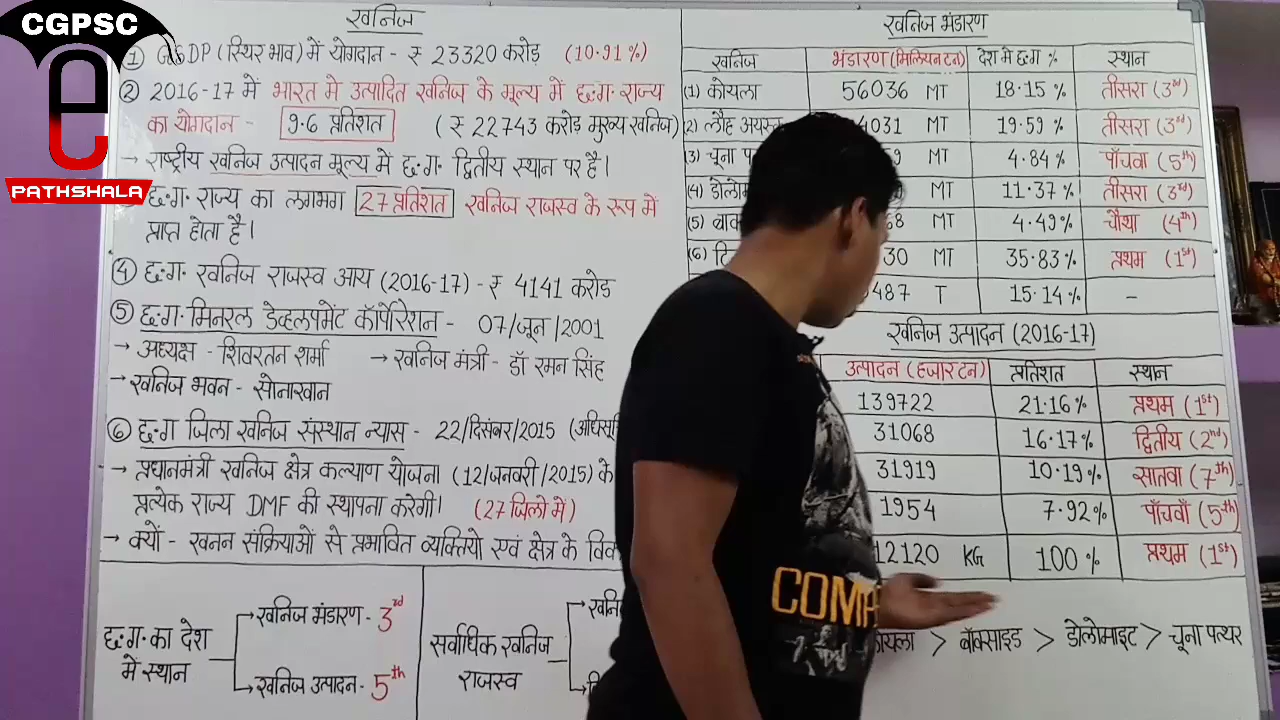 CGPSC
PATHSHALA
खनिज
① GSDP (स्थिर भाव) में योगदान - ₹ 23320 करोड़ (10.91%)
② 2016-17 में भारत मे उत्पादित खनिज के मूल्य में छ.ग. राज्य
का योगदान - 9.6 प्रतिशत (₹ 22743 करोड़ मुख्य खनिज)
→ राष्ट्रीय खनिज उत्पादन मूल्य मे छ.ग. द्वितीय स्थान पर है।
छ.ग. राज्य का लगभग 27 प्रतिशत खनिज राजस्व के रूप में
प्राप्त होता है।
④ छ.ग. खनिज राजस्व आय (2016-17) - ₹ 4141 करोड
⑤ छ.ग. मिनरल डेव्हलपमेंट कॉर्पोरेशन - 07/जून/2001
→ अध्यक्ष - शिवरतन शर्मा → खनिज मंत्री - डॉ रमन सिंह
→ खनिज भवन - सोनाखान
⑥ छ.ग जिला खनिज संस्थान न्यास - 22/दिसंबर/2015
→ प्रधानमंत्री खनिज क्षेत्र कल्याण योजना (12/जनवरी/2015) के
प्रत्येक राज्य DMF की स्थापना करेगी। (27 जिलो में)
→ क्यों - खनन संक्रियाओं से प्रभावित व्यक्तियो एवं क्षेत्र के
छ.ग. का देश
में स्थान
खनिज भंडारण - 3rd
खनिज उत्पादन - 5th
सर्वाधिक खनिज
राजस्व
खनिज भंडारण
खनिज भंडारण (मिलियन टन) देश मे छ.ग % स्थान
(1) कोयला 56036 MT 18.15% तीसरा (3rd)
(2) लौह अयस्क 4031 MT 19.59% तीसरा (3rd)
(3) MT 4.84% पाँचवा (5th)
(4) MT 11.37% तीसरा (3rd)
(5) MT 4.49% चौथा (4th)
(6) 30 MT 35.83% प्रथम (1st)
487 T 15.14% -
खनिज उत्पादन (2016-17)
उत्पादन (हजार टन) प्रतिशत स्थान
139722 21.16% प्रथम (1st)
31068 16.17% द्वितीय (2nd)
31919 10.19% सातवा (7th)
1954 7.92% पाँचवाँ (5th)
12120 KG 100% प्रथम (1st)
> बॉक्साइड > डोलोमाइट > चूना पत्थर
COMP